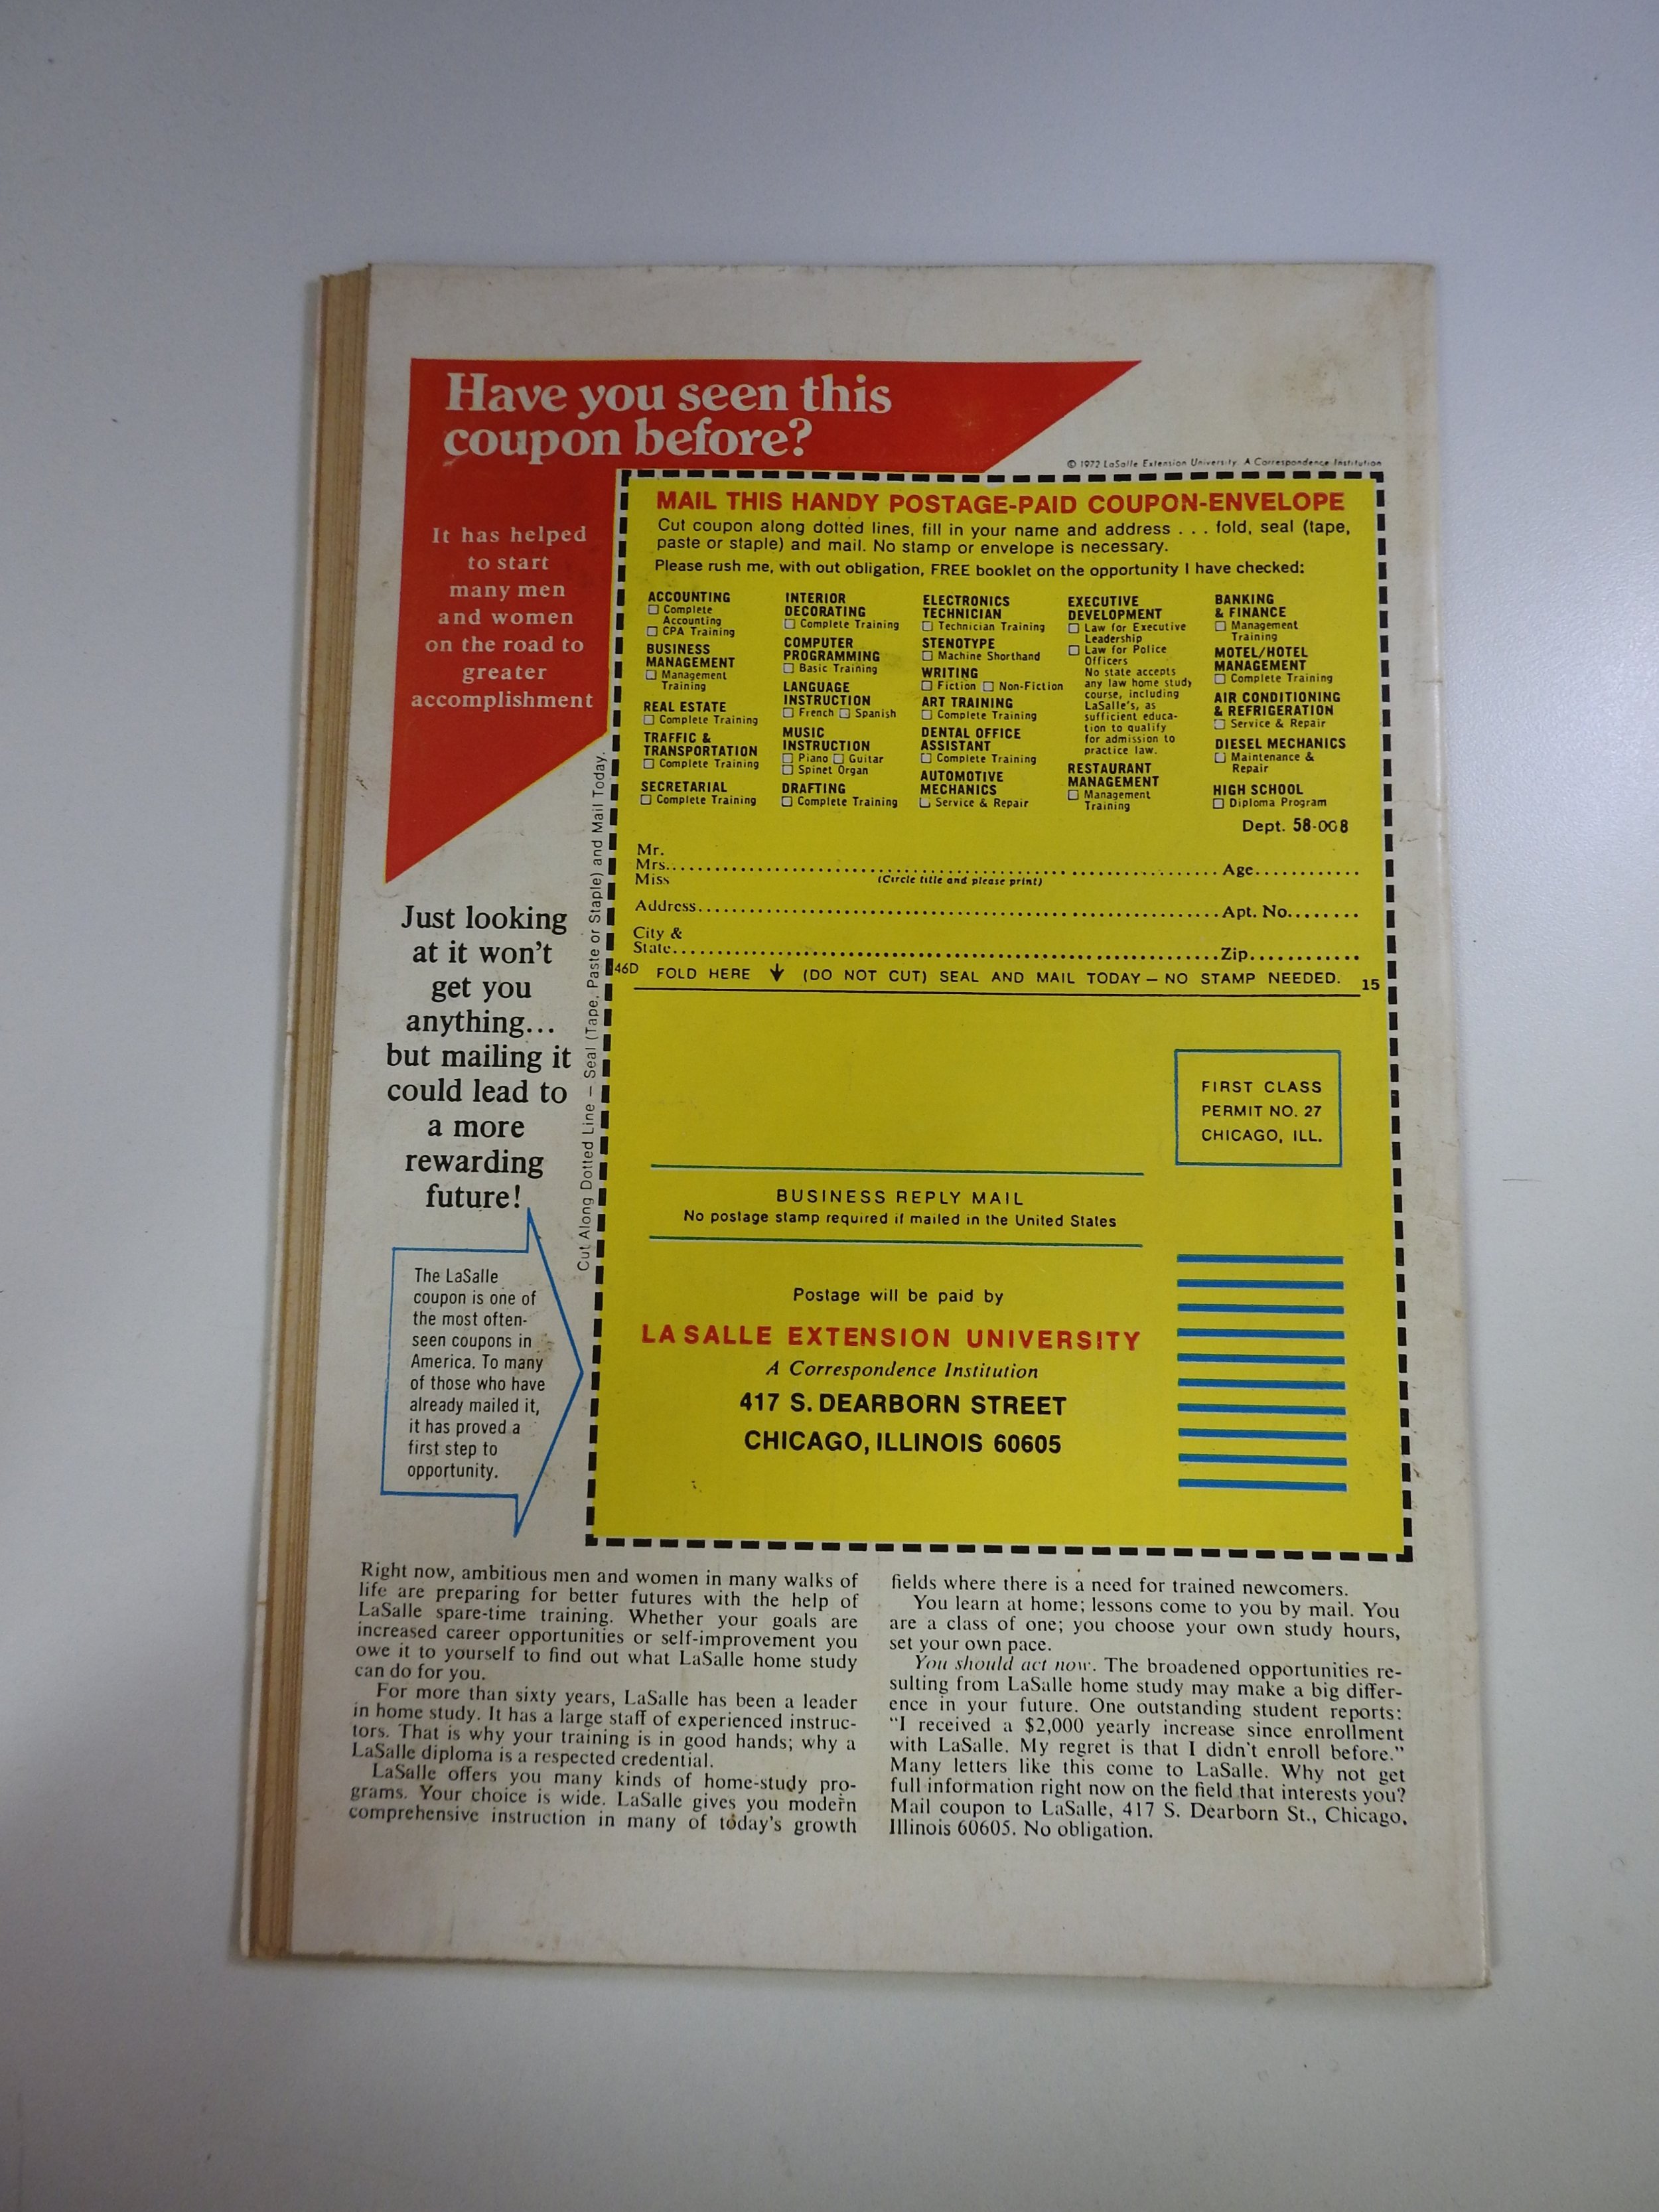 Have you seen this
coupon before?
It has helped
to start
many men
and women
on the road to
greater
accomplishment
Just looking
at it won't
get you
anything...
but mailing it
could lead to
a more
rewarding
future!
The LaSalle
coupon is one of
the most often-
seen coupons in
America. To many
of those who have
already mailed it,
it has proved a
first step to
opportunity.
Cut Along Dotted Line — Seal (Tape, Paste or Staple) and Mail Today.
© 1972 LaSalle Extension University A Correspondence Institution
MAIL THIS HANDY POSTAGE-PAID COUPON-ENVELOPE
Cut coupon along dotted lines, fill in your name and address . . . fold, seal (tape,
paste or staple) and mail. No stamp or envelope is necessary.
Please rush me, with out obligation, FREE booklet on the opportunity I have checked:
ACCOUNTING
☐ Complete
Accounting
☐ CPA Training
BUSINESS
MANAGEMENT
☐ Management
Training
REAL ESTATE
☐ Complete Training
TRAFFIC &
TRANSPORTATION
☐ Complete Training
SECRETARIAL
☐ Complete Training
INTERIOR
DECORATING
☐ Complete Training
COMPUTER
PROGRAMMING
☐ Basic Training
LANGUAGE
INSTRUCTION
☐ French ☐ Spanish
MUSIC
INSTRUCTION
☐ Piano ☐ Guitar
☐ Spinet Organ
DRAFTING
☐ Complete Training
ELECTRONICS
TECHNICIAN
☐ Technician Training
STENOTYPE
☐ Machine Shorthand
WRITING
☐ Fiction ☐ Non-Fiction
ART TRAINING
☐ Complete Training
DENTAL OFFICE
ASSISTANT
☐ Complete Training
AUTOMOTIVE
MECHANICS
☐ Service & Repair
EXECUTIVE
DEVELOPMENT
☐ Law for Executive
Leadership
☐ Law for Police
Officers
No state accepts
any law home study
course, including
LaSalle's, as
sufficient educa-
tion to qualify
for admission to
practice law.
RESTAURANT
MANAGEMENT
☐ Management
Training
BANKING
& FINANCE
☐ Management
Training
MOTEL/HOTEL
MANAGEMENT
☐ Complete Training
AIR CONDITIONING
& REFRIGERATION
☐ Service & Repair
DIESEL MECHANICS
☐ Maintenance &
Repair
HIGH SCHOOL
☐ Diploma Program
Dept. 58-008
Mr.
Mrs. Age
Miss (Circle title and please print)
Address Apt. No.
City &
State Zip
46D FOLD HERE ↓ (DO NOT CUT) SEAL AND MAIL TODAY — NO STAMP NEEDED. 15
FIRST CLASS
PERMIT NO. 27
CHICAGO, ILL.
BUSINESS REPLY MAIL
No postage stamp required if mailed in the United States
Postage will be paid by
LA SALLE EXTENSION UNIVERSITY
A Correspondence Institution
417 S. DEARBORN STREET
CHICAGO, ILLINOIS 60605
Right now, ambitious men and women in many walks of
life are preparing for better futures with the help of
LaSalle spare-time training. Whether your goals are
increased career opportunities or self-improvement you
owe it to yourself to find out what LaSalle home study
can do for you.
For more than sixty years, LaSalle has been a leader
in home study. It has a large staff of experienced instruc-
tors. That is why your training is in good hands; why a
LaSalle diploma is a respected credential.
LaSalle offers you many kinds of home-study pro-
grams. Your choice is wide. LaSalle gives you modern
comprehensive instruction in many of today's growth
fields where there is a need for trained newcomers.
You learn at home; lessons come to you by mail. You
are a class of one; you choose your own study hours,
set your own pace.
You should act now. The broadened opportunities re-
sulting from LaSalle home study may make a big differ-
ence in your future. One outstanding student reports:
"I received a $2,000 yearly increase since enrollment
with LaSalle. My regret is that I didn't enroll before."
Many letters like this come to LaSalle. Why not get
full information right now on the field that interests you?
Mail coupon to LaSalle, 417 S. Dearborn St., Chicago,
Illinois 60605. No obligation.